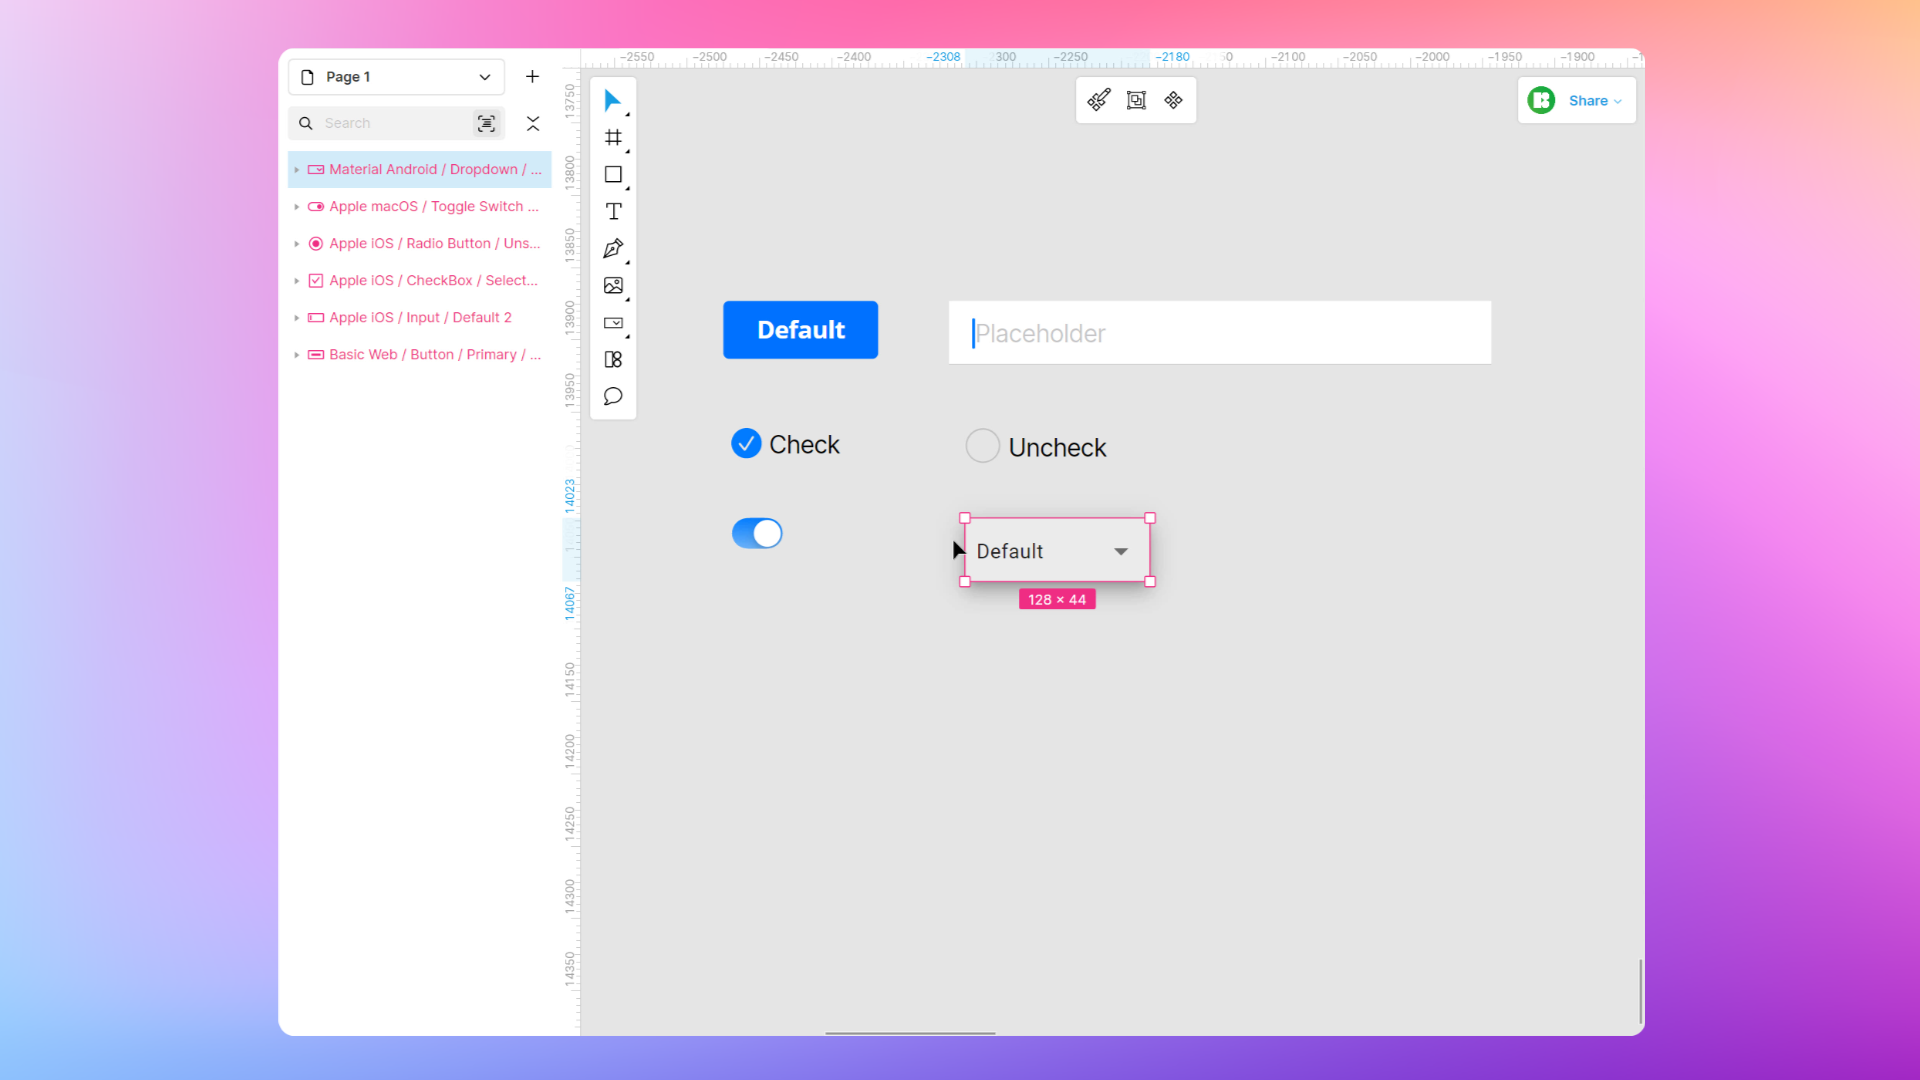 Page 1
Search
Material Android / Dropdown / ...
Apple macOS / Toggle Switch ...
Apple iOS / Radio Button / Uns...
Apple iOS / CheckBox / Select...
Apple iOS / Input / Default 2
Basic Web / Button / Primary / ...
-2550 -2500 -2450 -2400 -2308 300 -2250 -2180 0 -2100 -2050 -2000 -1950 -1900
Share
13750
13800
13850
13900
13950
14023
14067
14150
14200
14250
14300
14350
Default
Placeholder
Check
Uncheck
Default
128 × 44